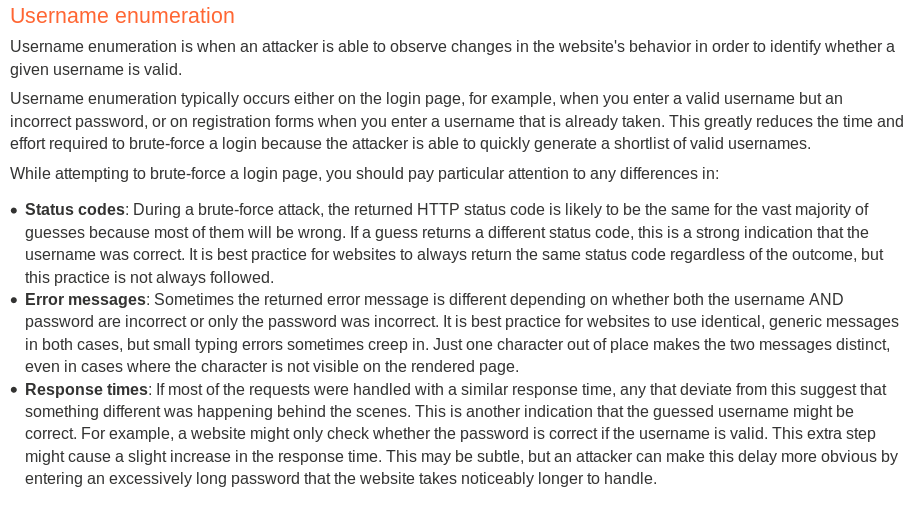 Username enumeration
Username enumeration is when an attacker is able to observe changes in the website's behavior in order to identify whether a
given username is valid.
Username enumeration typically occurs either on the login page, for example, when you enter a valid username but an
incorrect password, or on registration forms when you enter a username that is already taken. This greatly reduces the time and
effort required to brute-force a login because the attacker is able to quickly generate a shortlist of valid usernames.
While attempting to brute-force a login page, you should pay particular attention to any differences in:
• Status codes: During a brute-force attack, the returned HTTP status code is likely to be the same for the vast majority of
guesses because most of them will be wrong. If a guess returns a different status code, this is a strong indication that the
username was correct. It is best practice for websites to always return the same status code regardless of the outcome, but
this practice is not always followed.
• Error messages: Sometimes the returned error message is different depending on whether both the username AND
password are incorrect or only the password was incorrect. It is best practice for websites to use identical, generic messages
in both cases, but small typing errors sometimes creep in. Just one character out of place makes the two messages distinct,
even in cases where the character is not visible on the rendered page.
• Response times: If most of the requests were handled with a similar response time, any that deviate from this suggest that
something different was happening behind the scenes. This is another indication that the guessed username might be
correct. For example, a website might only check whether the password is correct if the username is valid. This extra step
might cause a slight increase in the response time. This may be subtle, but an attacker can make this delay more obvious by
entering an excessively long password that the website takes noticeably longer to handle.